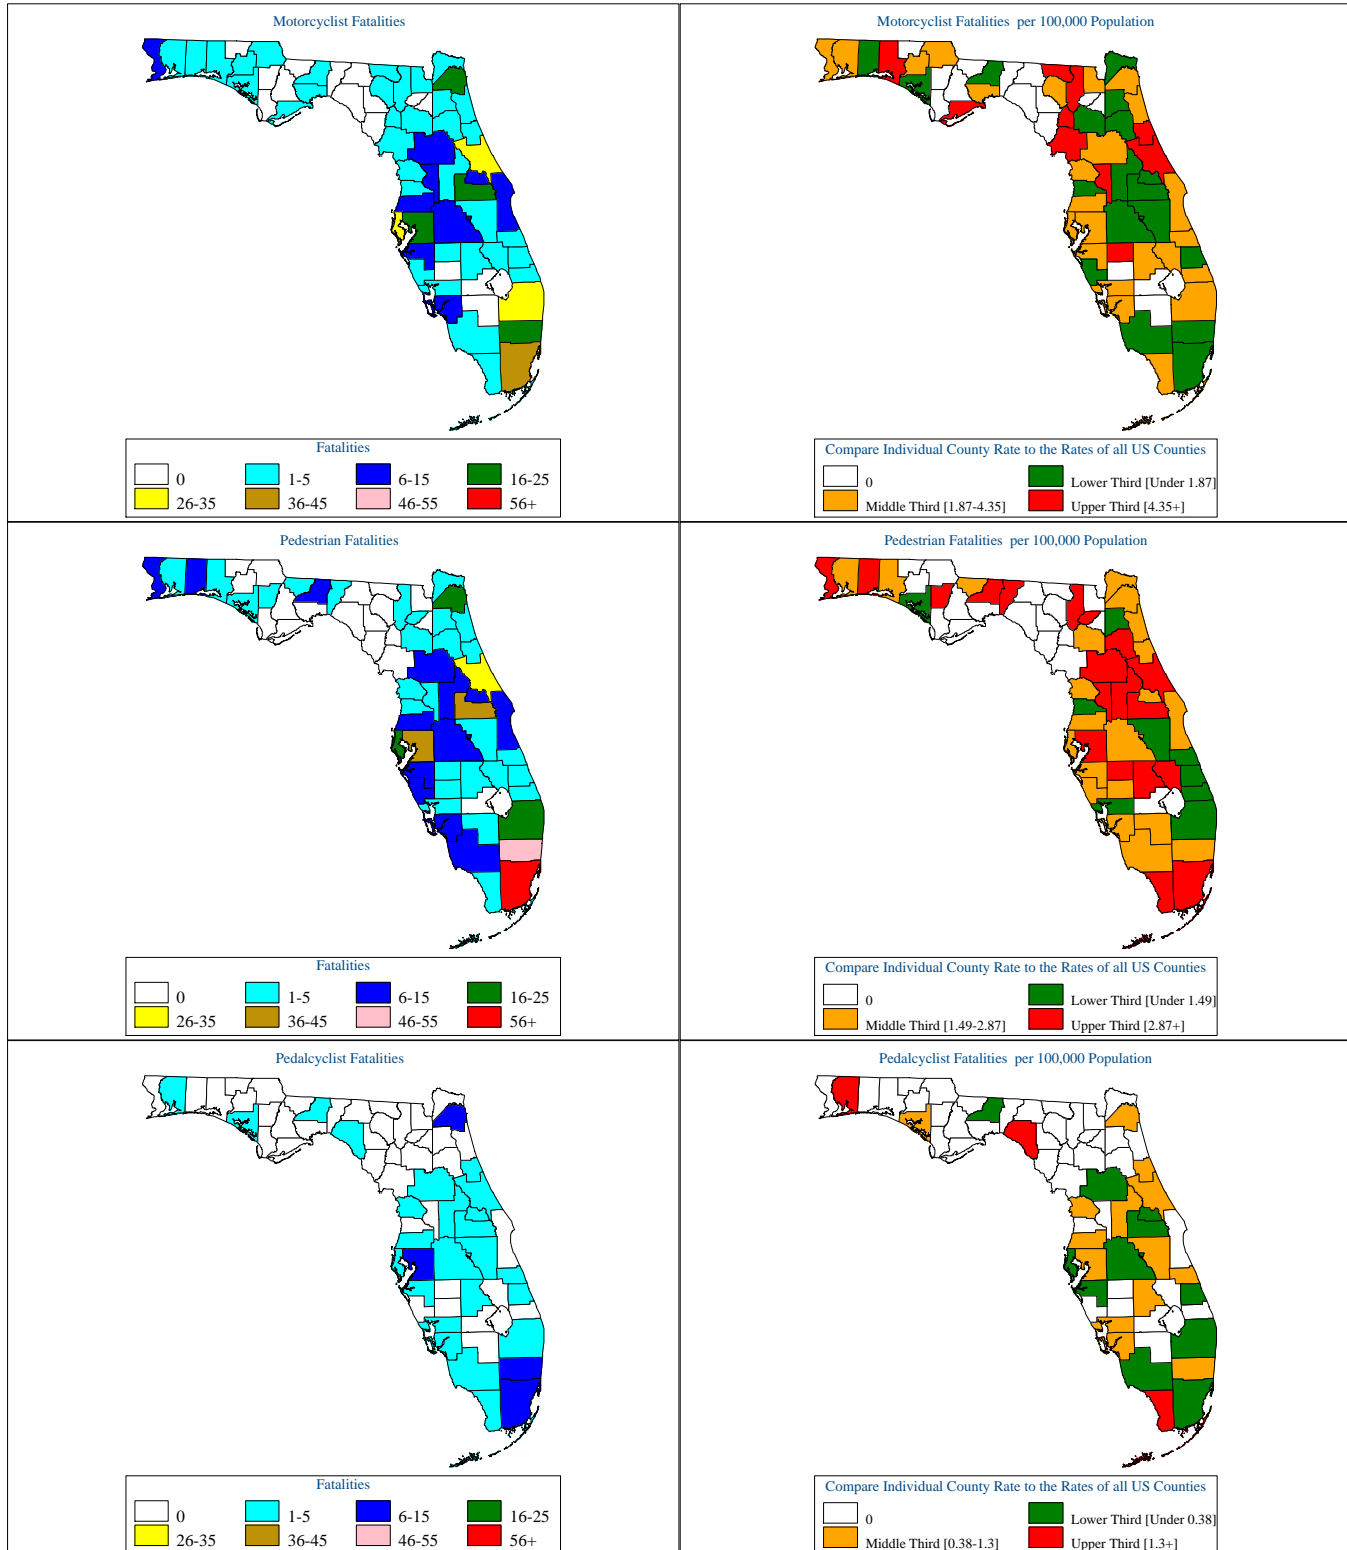 Motorcyclist Fatalities
Fatalities
0 1-5 6-15 16-25
26-35 36-45 46-55 56+
Motorcyclist Fatalities per 100,000 Population
Compare Individual County Rate to the Rates of all US Counties
0 Lower Third [Under 1.87]
Middle Third [1.87-4.35] Upper Third [4.35+]
Pedestrian Fatalities
Fatalities
0 1-5 6-15 16-25
26-35 36-45 46-55 56+
Pedestrian Fatalities per 100,000 Population
Compare Individual County Rate to the Rates of all US Counties
0 Lower Third [Under 1.49]
Middle Third [1.49-2.87] Upper Third [2.87+]
Pedalcyclist Fatalities
Fatalities
0 1-5 6-15 16-25
26-35 36-45 46-55 56+
Pedalcyclist Fatalities per 100,000 Population
Compare Individual County Rate to the Rates of all US Counties
0 Lower Third [Under 0.38]
Middle Third [0.38-1.3] Upper Third [1.3+]